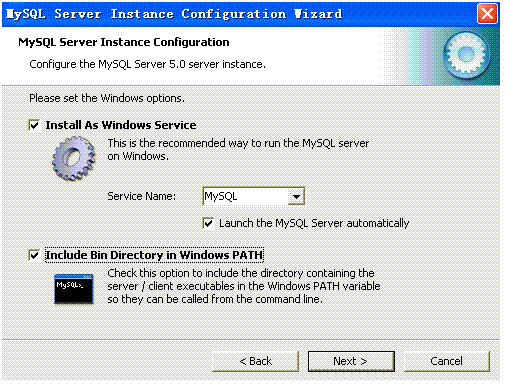 MySQL Server Instance Configuration Wizard
MySQL Server Instance Configuration
Configure the MySQL Server 5.0 server instance.
Please set the Windows options.
Install As Windows Service
This is the recommended way to run the MySQL server
on Windows.
Service Name: MySQL
Launch the MySQL Server automatically
Include Bin Directory in Windows PATH
Check this option to include the directory containing the
server / client executables in the Windows PATH variable
so they can be called from the command line.
MySQL>_
< Back Next > Cancel